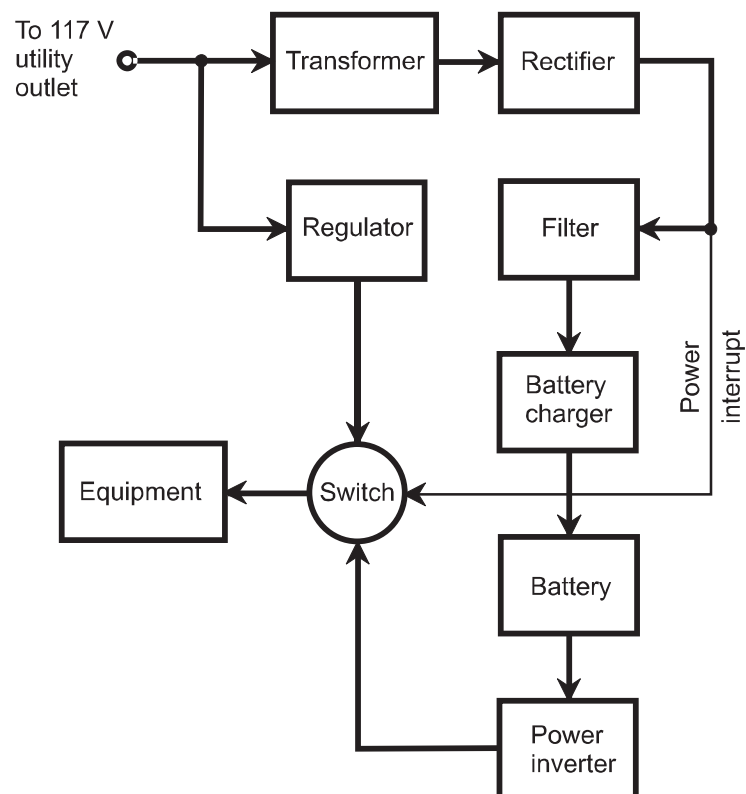 To 117 V
utility
outlet
Transformer
Rectifier
Regulator
Filter
Power
interrupt
Battery
charger
Equipment
Switch
Battery
Power
inverter